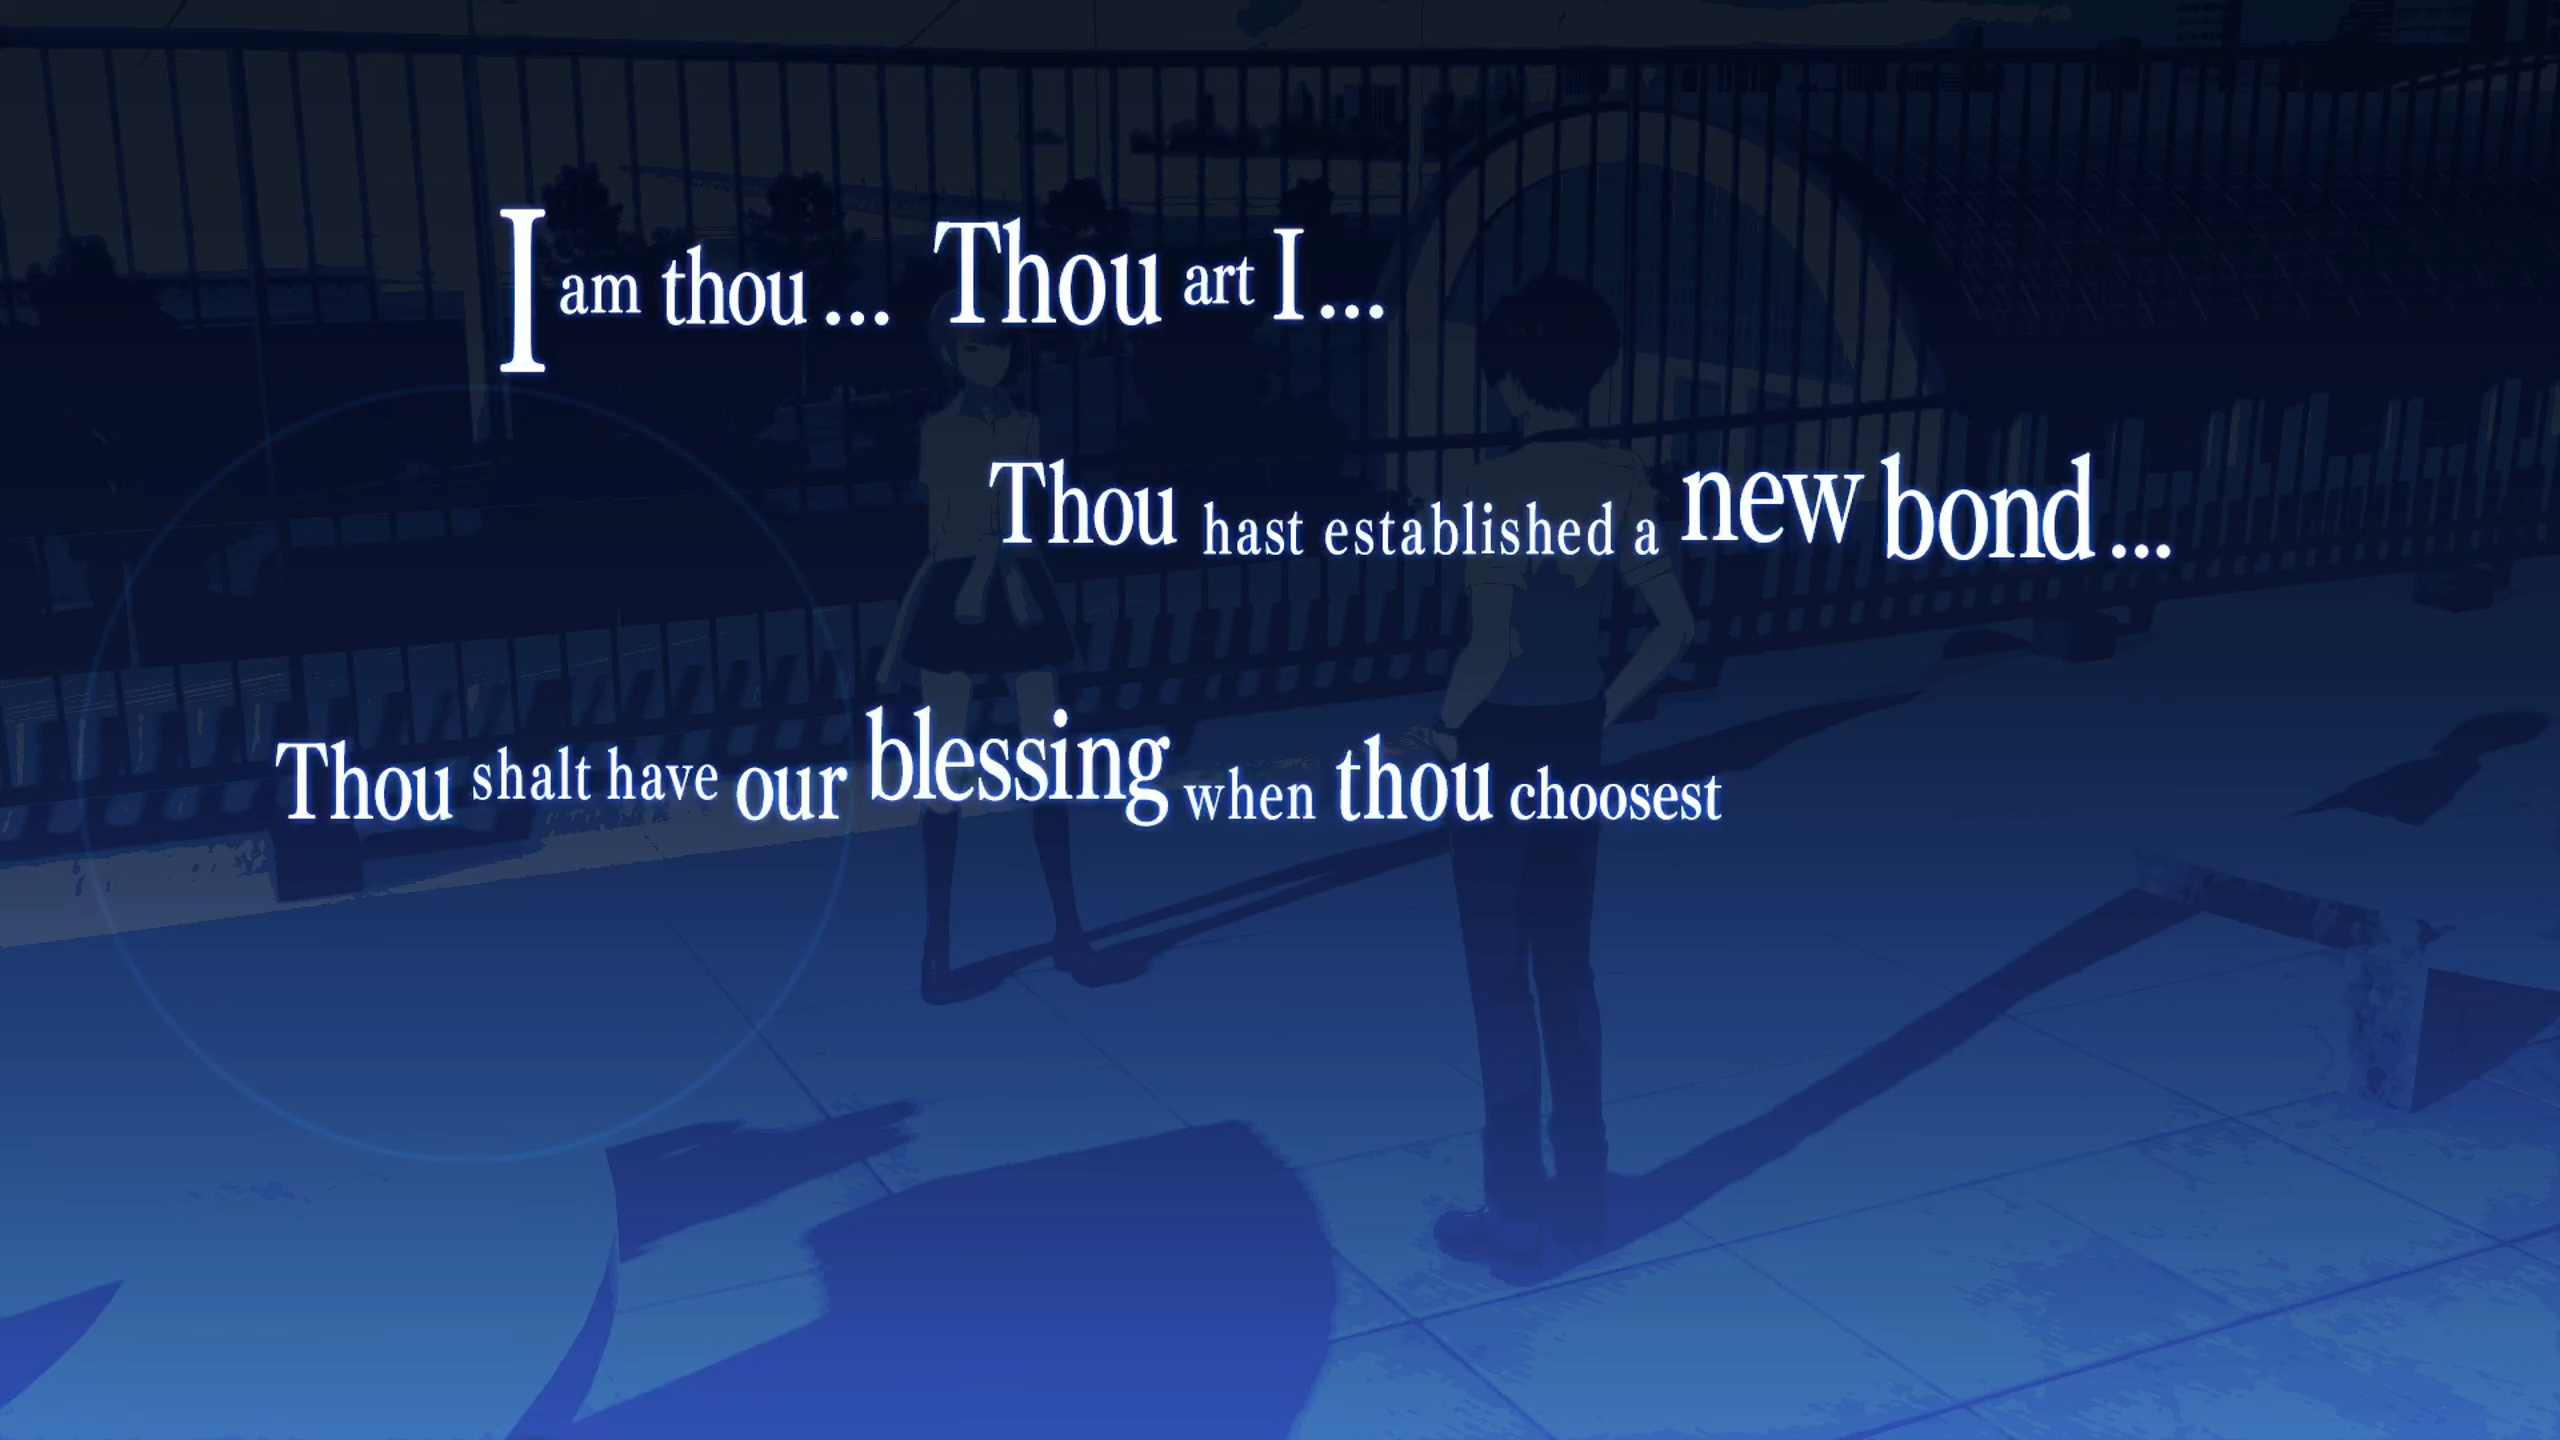 I am thou... Thou art I...
Thou hast established a new bond...
Thou shalt have our blessing when thou choosest